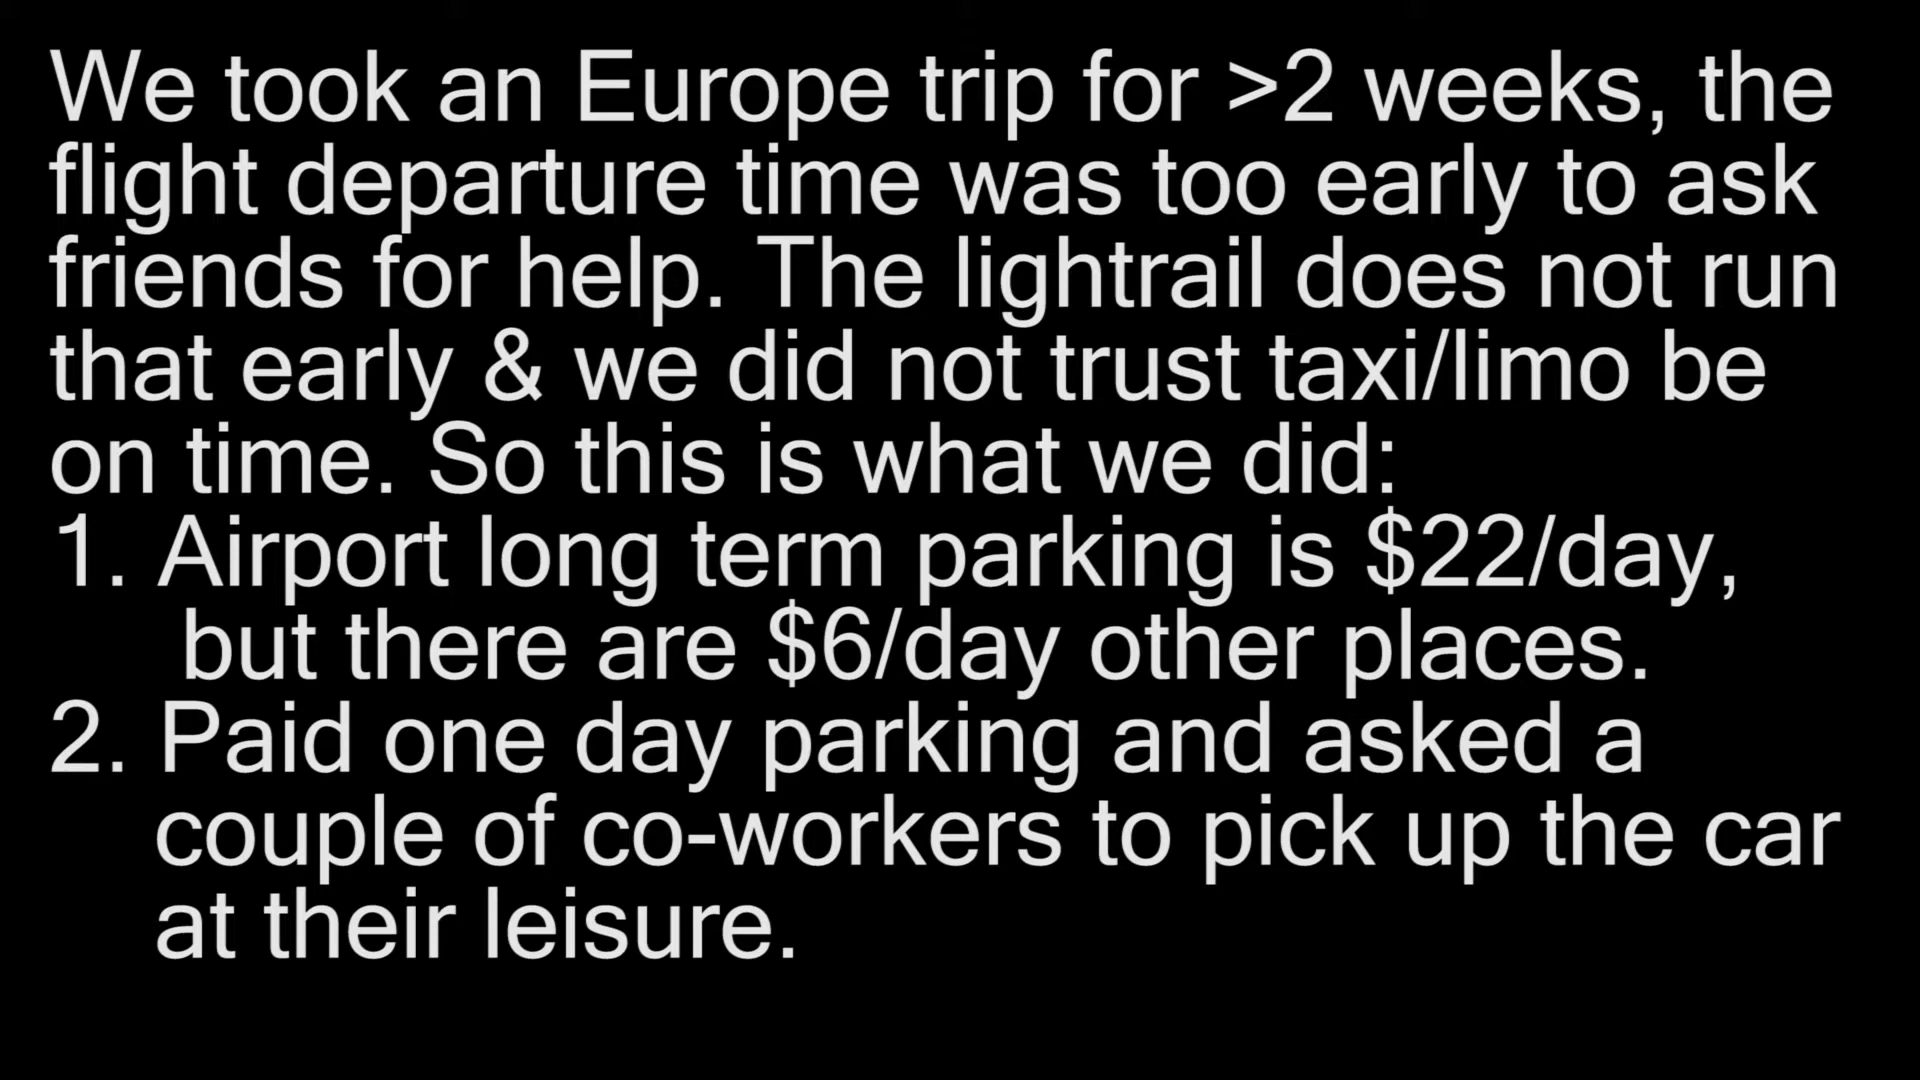 We took an Europe trip for >2 weeks, the
flight departure time was too early to ask
friends for help. The lightrail does not run
that early & we did not trust taxi/limo be
on time. So this is what we did:
1. Airport long term parking is $22/day,
but there are $6/day other places.
2. Paid one day parking and asked a
couple of co-workers to pick up the car
at their leisure.